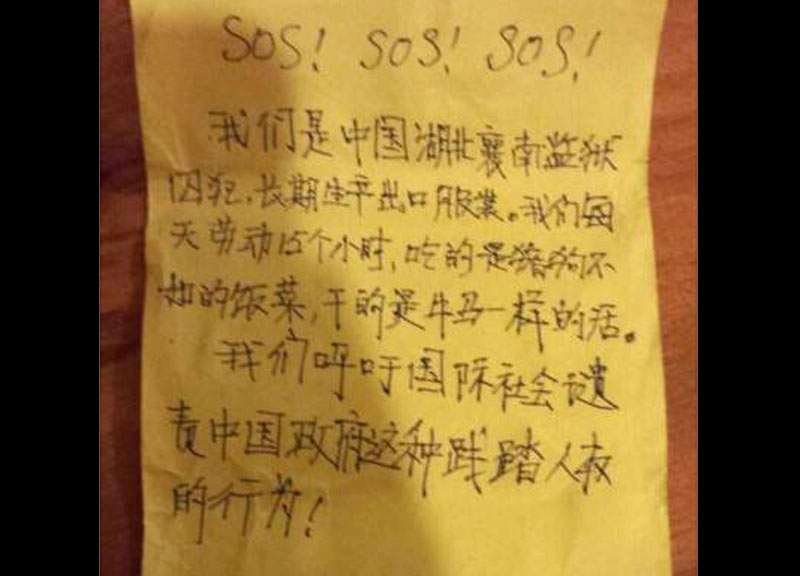 SOS! SOS! SOS!
我们是中国湖北襄南监狱
囚犯，长期生产出口服装。我们每
天劳动15个小时，吃的是猪狗不
如的饭菜，干的是牛马一样的活。
我们呼吁国际社会谴
责中国政府这种践踏人权
的行为！